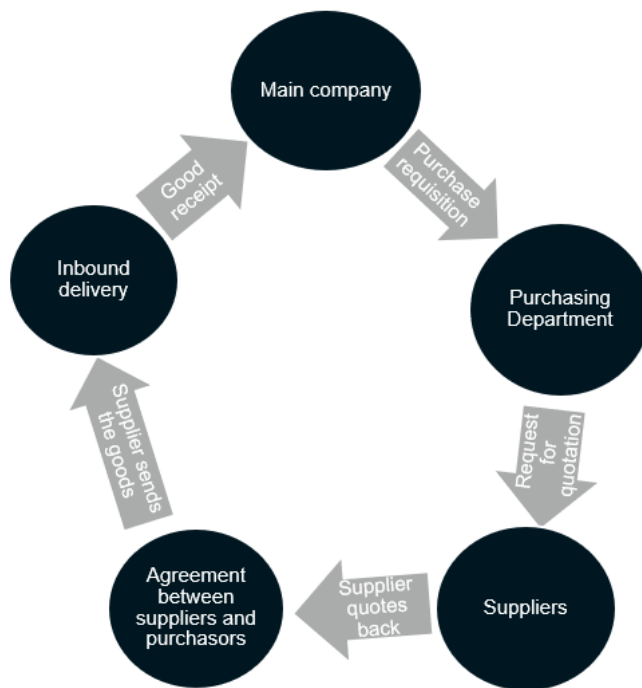 Main company
Purchase
requisition
Purchasing
Department
Request
for
quotation
Suppliers
Supplier
quotes
back
Agreement
between
suppliers and
purchasors
Supplier sends
the goods
Inbound
delivery
Good
receipt